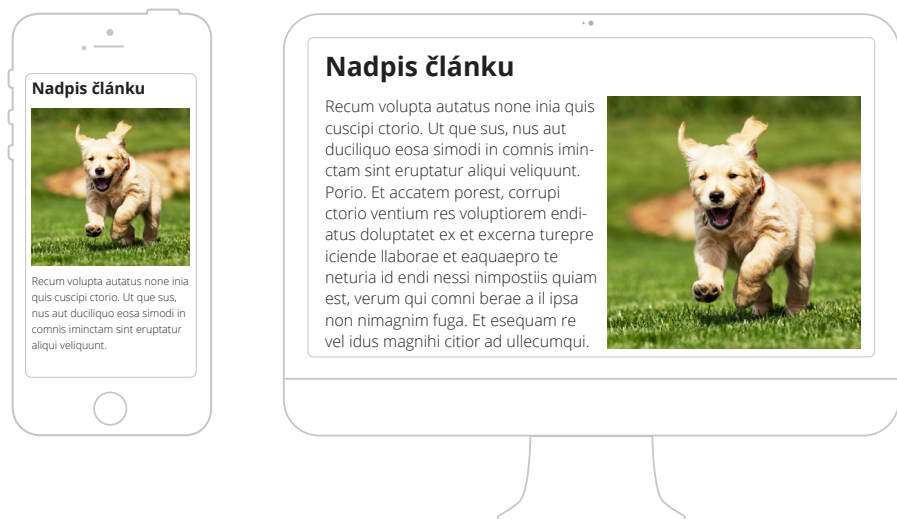 Nadpis článku
Recum volupta autatus none inia
quis cuscipi ctorio. Ut que sus,
nus aut duciliquo eosa simodi in
comnis iminctam sint eruptatur
aliqui veliquunt.
Nadpis článku
Recum volupta autatus none inia quis
cuscipi ctorio. Ut que sus, nus aut
duciliquo eosa simodi in comnis imin-
ctam sint eruptatur aliqui veliquunt.
Porio. Et accatem porest, corrupi
ctorio ventium res voluptiorem endi-
atus doluptatet ex et excerna turepre
iciende llaborae et eaquaepro te
neturia id endi nessi nimpostiis quiam
est, verum qui comni berae a il ipsa
non nimagnim fuga. Et esequam re
vel idus magnihi citior ad ullecumqui.